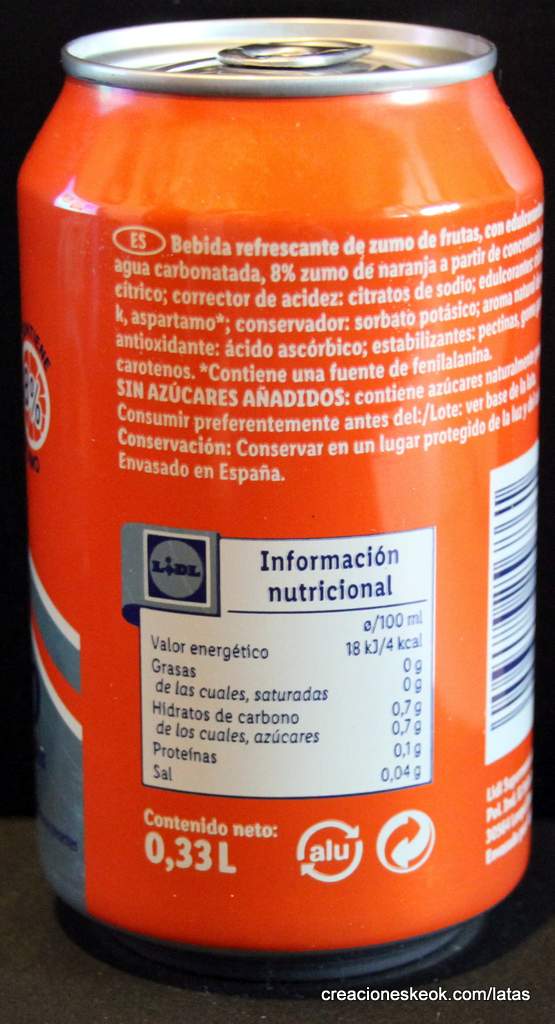 ES Bebida refrescante de zumo de frutas, con
agua carbonatada, 8% zumo de naranja a partir de
cítrico; corrector de acidez: citratos de sodio; edulcorantes:
k, aspartamo*; conservador: sorbato potásico; aroma natural
antioxidante: ácido ascórbico; estabilizantes: pectinas,
carotenos. *Contiene una fuente de fenilalanina.
SIN AZÚCARES AÑADIDOS: contiene azúcares naturalmente
Consumir preferentemente antes del:/Lote: ver base de la lata.
Conservación: Conservar en un lugar protegido de la luz y
Envasado en España.
8%
LIDL
Información
nutricional
ø/100 ml
Valor energético 18 kJ/4 kcal
Grasas 0 g
de las cuales, saturadas 0 g
Hidratos de carbono 0,7 g
de los cuales, azúcares 0,7 g
Proteínas 0,1 g
Sal 0,04 g
Contenido neto:
0,33 L
alu
Lidl
creacioneskeok.com/latas